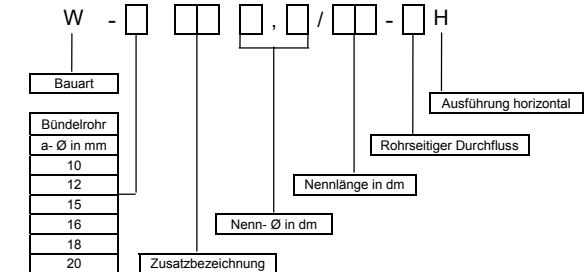 W - , / - H
Bauart
Ausführung horizontal
Bündelrohr
a- Ø in mm
Rohrseitiger Durchfluss
10
12
Nennlänge in dm
15
16
Nenn- Ø in dm
18
20
Zusatzbezeichnung